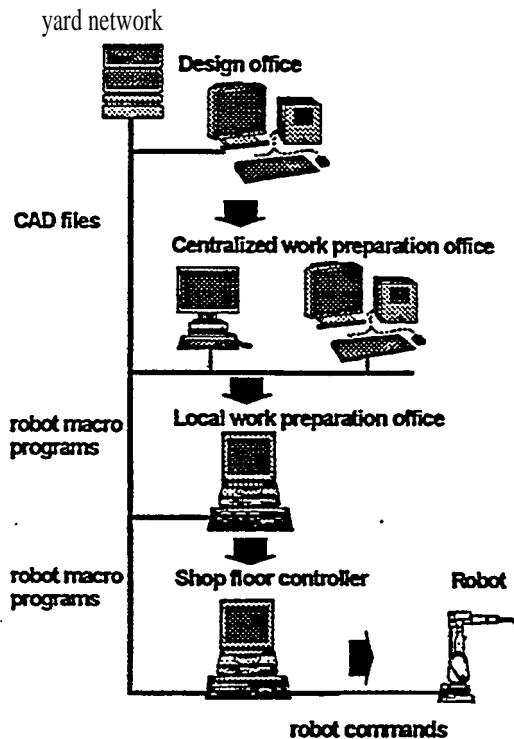 yard network
Design office
CAD files
Centralized work preparation office
robot macro
programs
Local work preparation office
robot macro
programs
Shop floor controller
Robot
robot commands